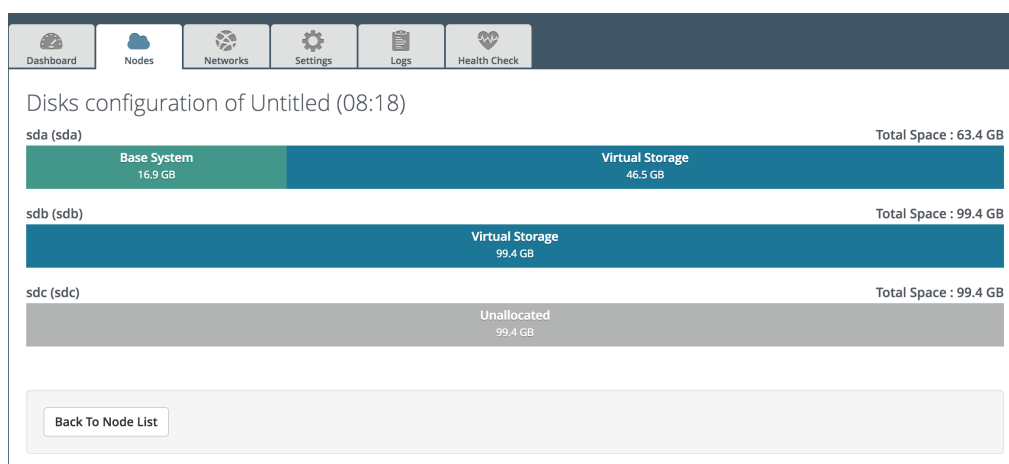 Dashboard
Nodes
Networks
Settings
Logs
Health Check
Disks configuration of Untitled (08:18)
sda (sda)
Total Space : 63.4 GB
Base System
16.9 GB
Virtual Storage
46.5 GB
sdb (sdb)
Total Space : 99.4 GB
Virtual Storage
99.4 GB
sdc (sdc)
Total Space : 99.4 GB
Unallocated
99.4 GB
Back To Node List